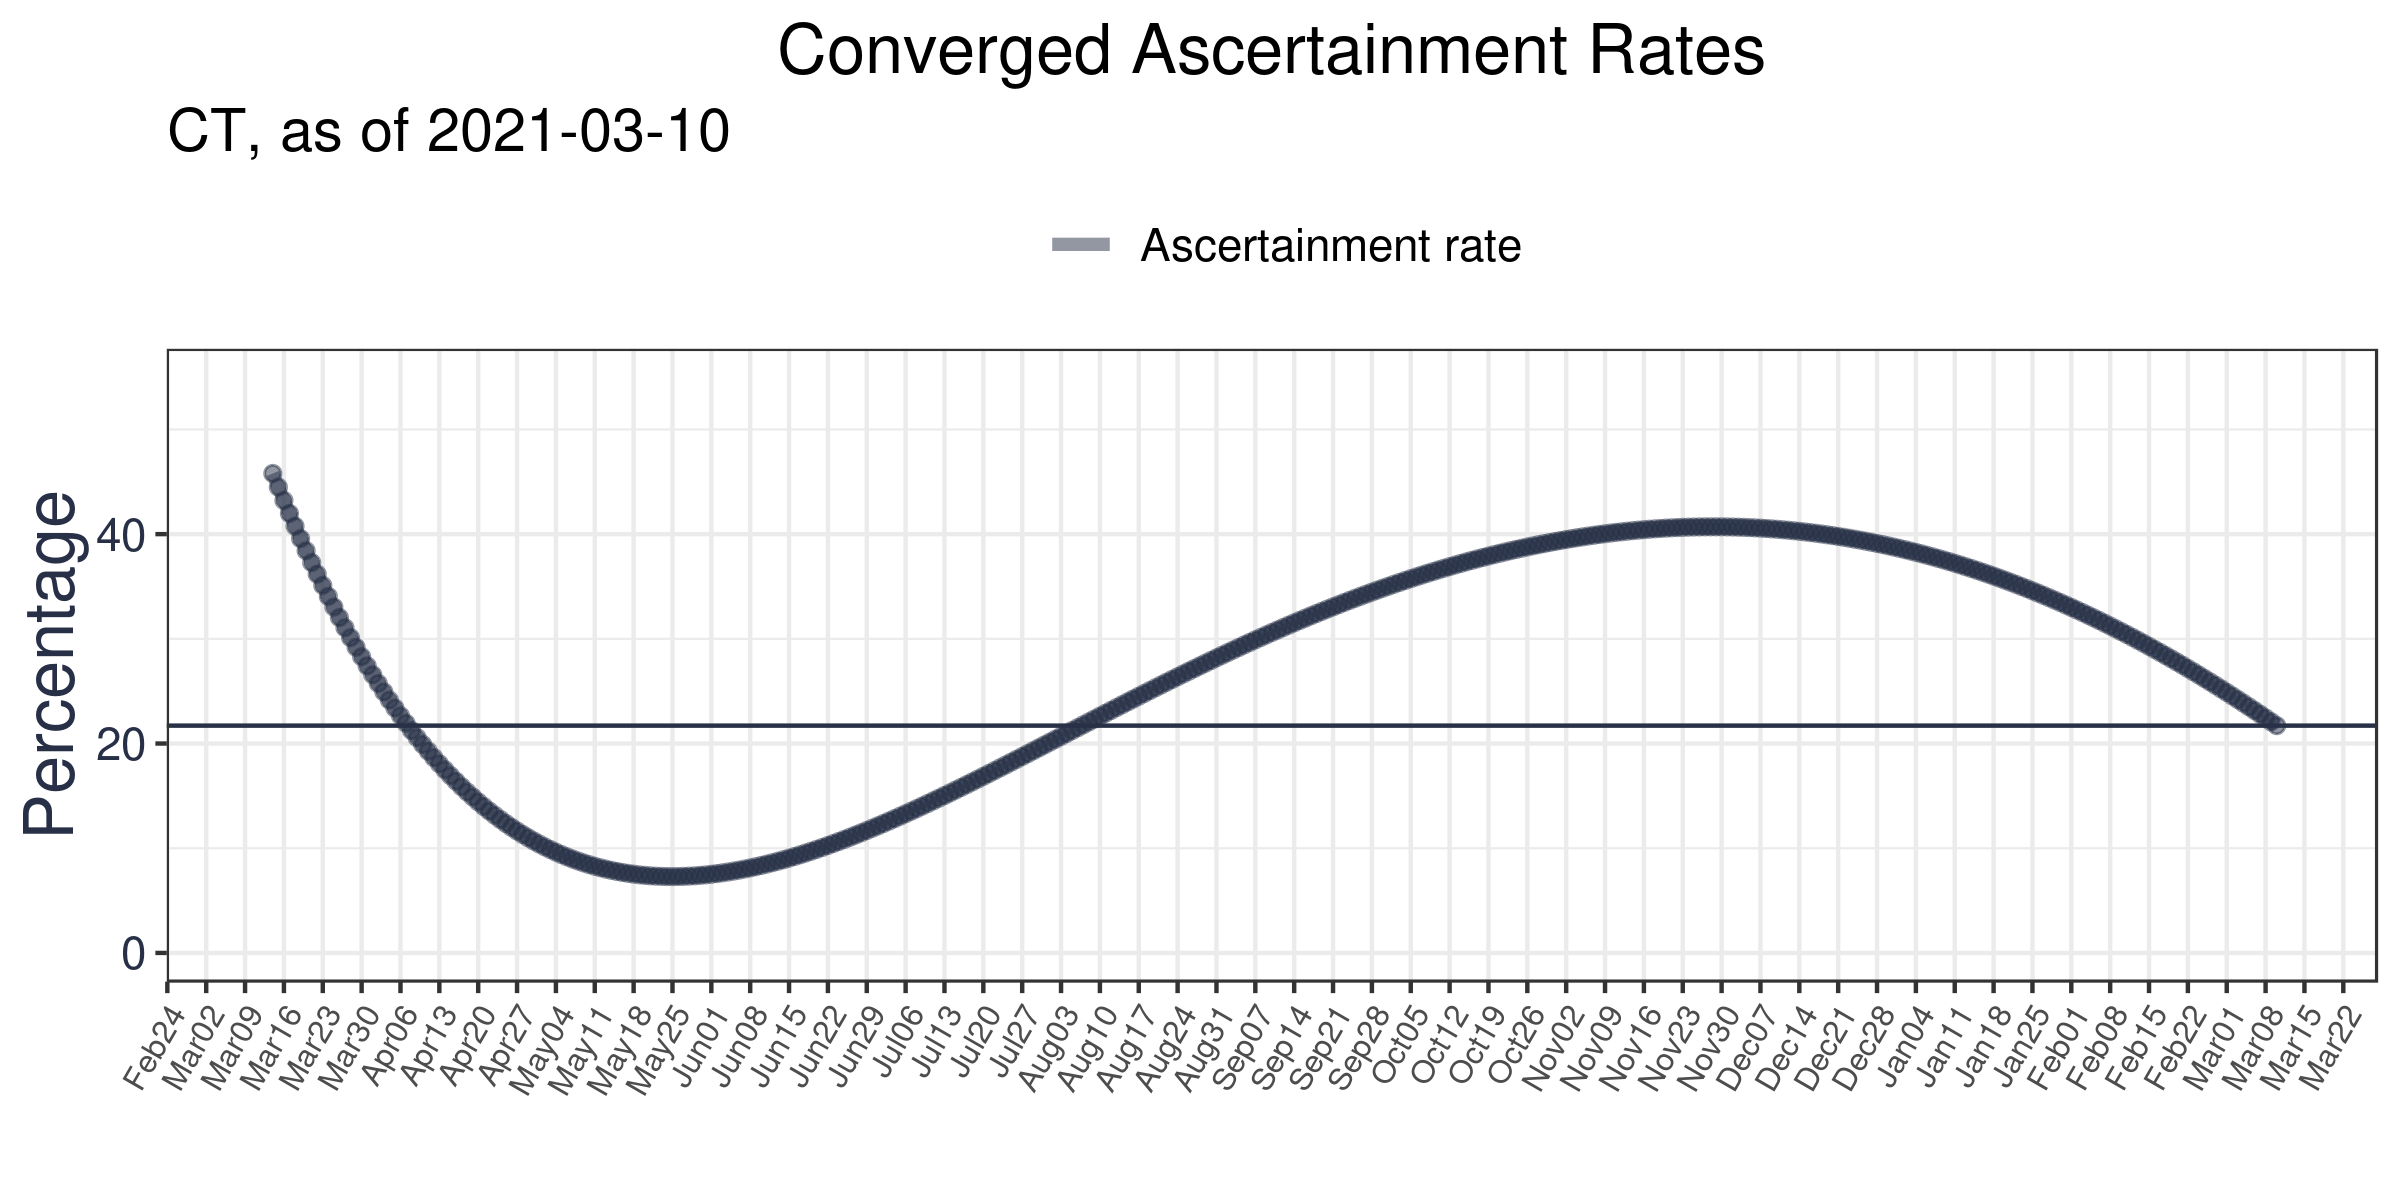 Converged Ascertainment Rates
CT, as of 2021-03-10
Ascertainment rate
Percentage
40
20
0
Feb24
Mar02
Mar09
Mar16
Mar23
Mar30
Apr06
Apr13
Apr20
Apr27
May04
May11
May18
May25
Jun01
Jun08
Jun15
Jun22
Jun29
Jul06
Jul13
Jul20
Jul27
Aug03
Aug10
Aug17
Aug24
Aug31
Sep07
Sep14
Sep21
Sep28
Oct05
Oct12
Oct19
Oct26
Nov02
Nov09
Nov16
Nov23
Nov30
Dec07
Dec14
Dec21
Dec28
Jan04
Jan11
Jan18
Jan25
Feb01
Feb08
Feb15
Feb22
Mar01
Mar08
Mar15
Mar22